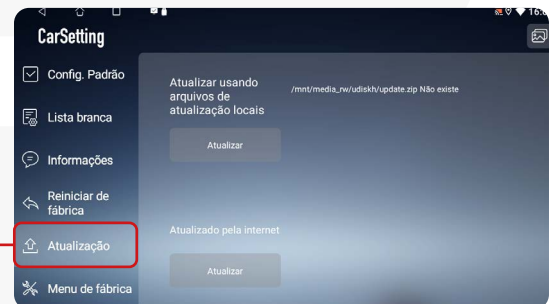 CarSetting
Config. Padrão
Lista branca
Informações
Reiniciar de
fábrica
Atualização
Menu de fábrica
Atualizar usando
arquivos de
atualização locais
/mnt/media_rw/udiskh/update.zip Não existe
Atualizar
Atualizado pela internet
Atualizar